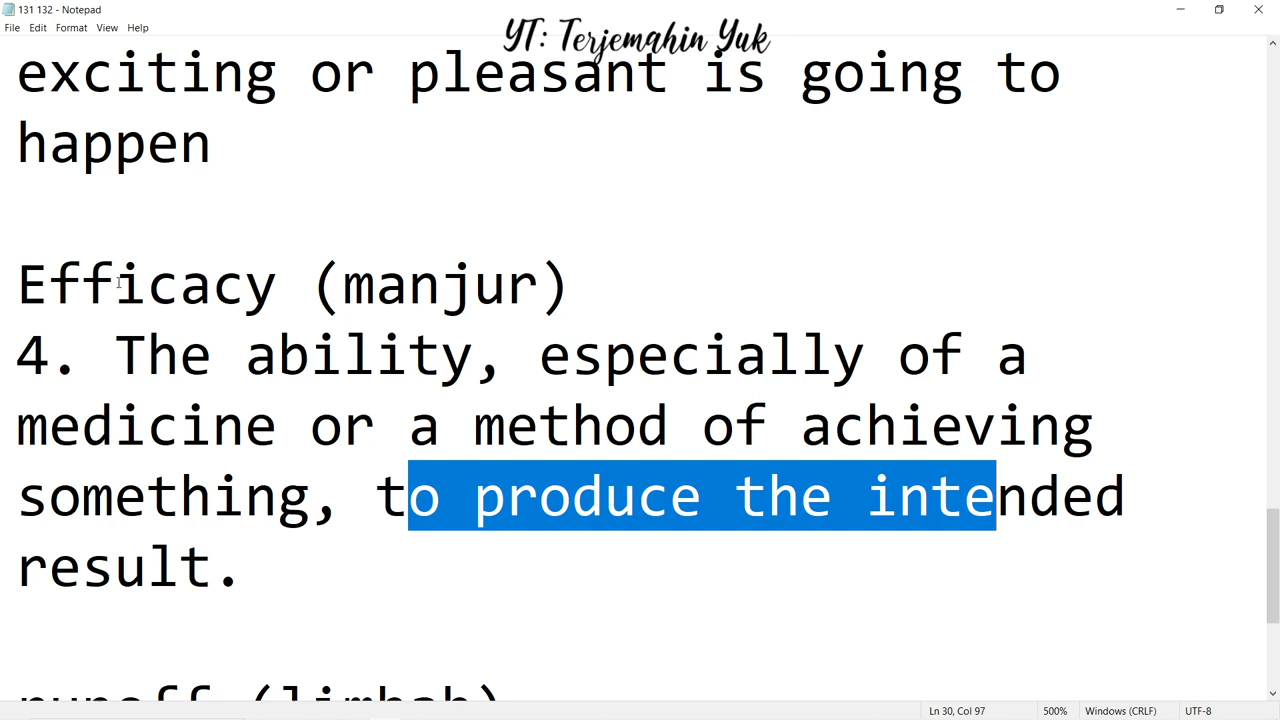 131 132 - Notepad
File Edit Format View Help
YT: Terjemahin Yuk
exciting or pleasant is going to
happen
Efficacy (manjur)
4. The ability, especially of a
medicine or a method of achieving
something, to produce the intended
result.
runoff (limbah)
Ln 30, Col 97 500% Windows (CRLF) UTF-8